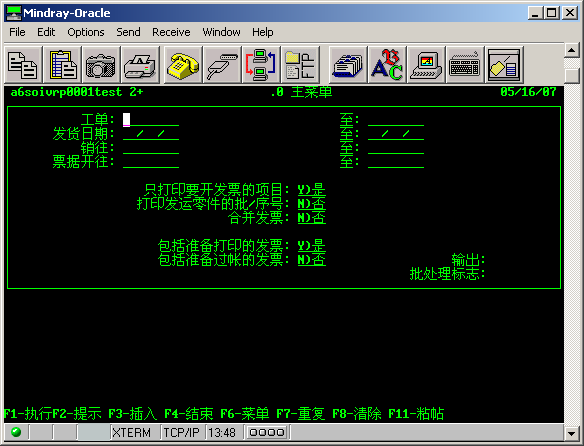 Mindray-Oracle
File Edit Options Send Receive Window Help
a6soivrp0001test 2+ .0 主菜单 05/16/07
工单: 至:
发货日期: / / 至: / /
销往: 至:
票据开往: 至:
只打印要开发票的项目: Y)是
打印发运零件的批/序号: N)否
合并发票: N)否
包括准备打印的发票: Y)是
包括准备过帐的发票: N)否 输出:
批处理标志:
F1-执行F2-提示 F3-插入 F4-结束 F6-菜单 F7-重复 F8-清除 F11-粘帖
XTERM TCP/IP 13:48